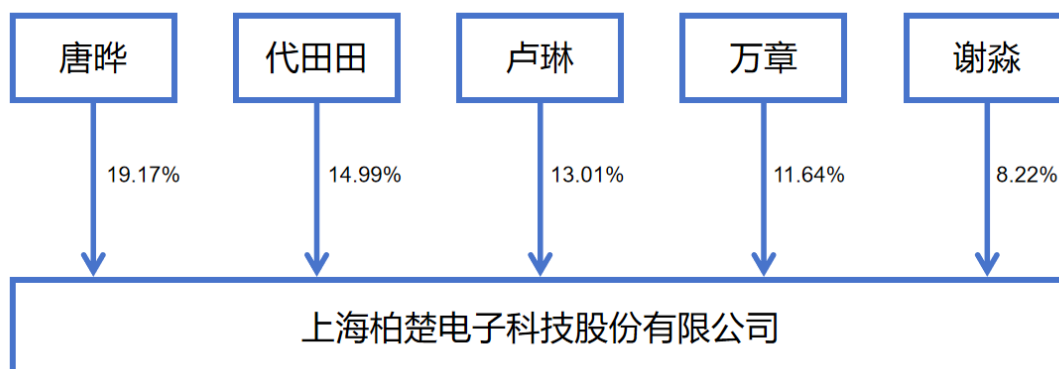 唐晔 代田田 卢琳 万章 谢淼
19.17% 14.99% 13.01% 11.64% 8.22%
上海柏楚电子科技股份有限公司